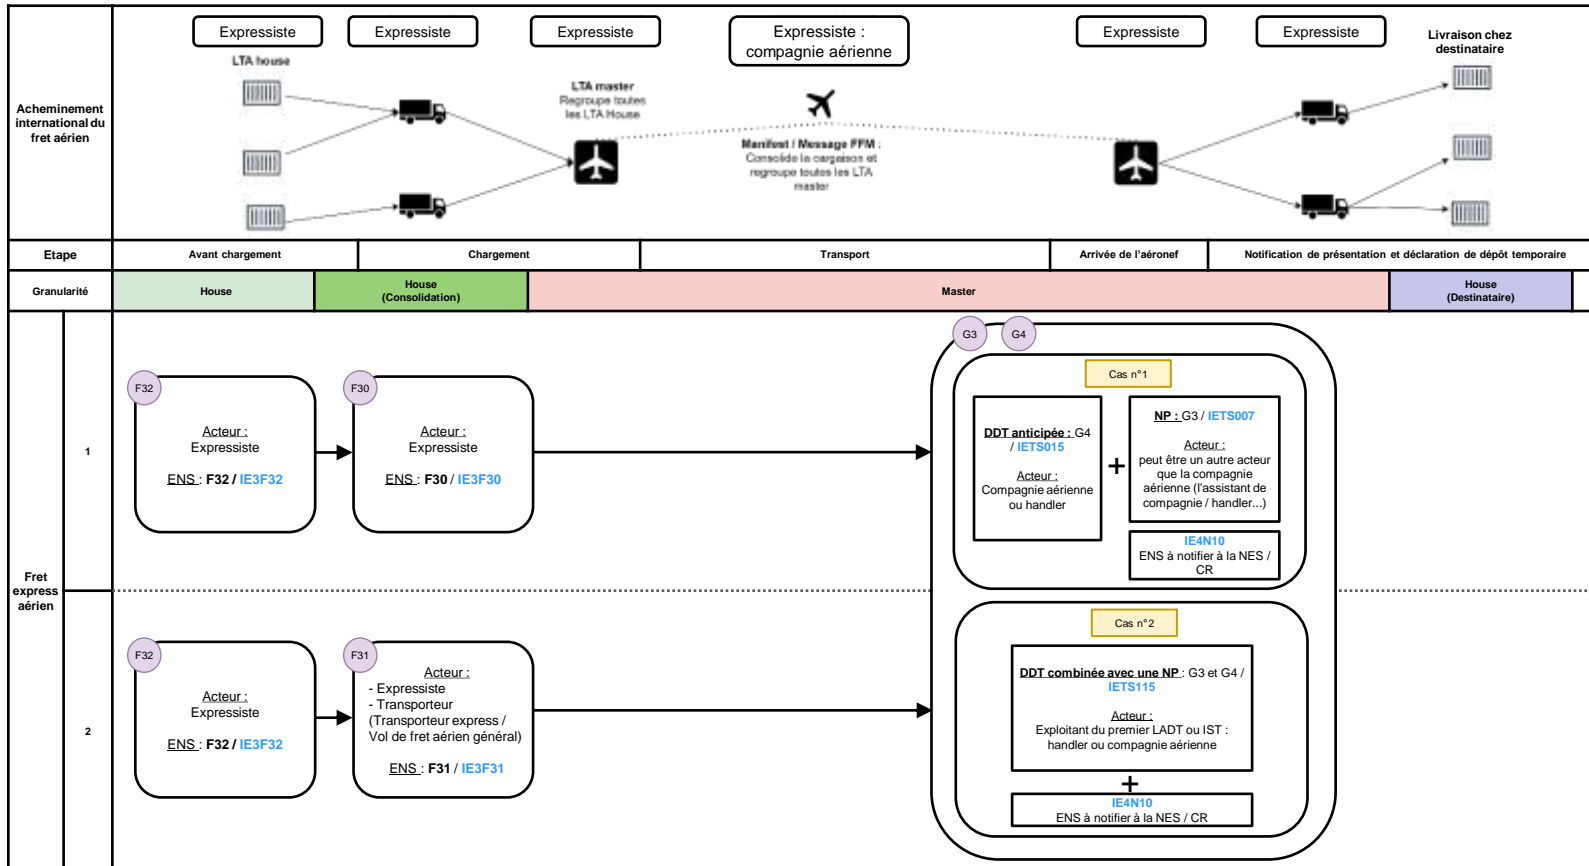 Expressiste
Expressiste
Expressiste
Expressiste :
compagnie aérienne
Expressiste
Expressiste
Livraison chez
destinataire
LTA house
LTA master
Regroupe toutes
les LTA House
Manifest / Message FFM :
Consolide la cargaison et
regroupe toutes les LTA
master
Acheminement
international du
fret aérien
Etape
Avant chargement
Chargement
Transport
Arrivée de l'aéronef
Notification de présentation et déclaration de dépôt temporaire
Granularité
House
House
(Consolidation)
Master
House
(Destinataire)
Fret
express
aérien
1
F32
Acteur :
Expressiste
ENS : F32 / IE3F32
F30
Acteur :
Expressiste
ENS : F30 / IE3F30
G3
G4
Cas n°1
DDT anticipée : G4
/ IETS015
Acteur :
Compagnie aérienne
ou handler
+
NP : G3 / IETS007
Acteur :
peut être un autre acteur
que la compagnie
aérienne (l'assistant de
compagnie / handler...)
IE4N10
ENS à notifier à la NES /
CR
2
F32
Acteur :
Expressiste
ENS : F32 / IE3F32
F31
Acteur :
- Expressiste
- Transporteur
(Transporteur express /
Vol de fret aérien général)
ENS : F31 / IE3F31
Cas n°2
DDT combinée avec une NP : G3 et G4 /
IETS115
Acteur :
Exploitant du premier LADT ou IST :
handler ou compagnie aérienne
+
IE4N10
ENS à notifier à la NES / CR